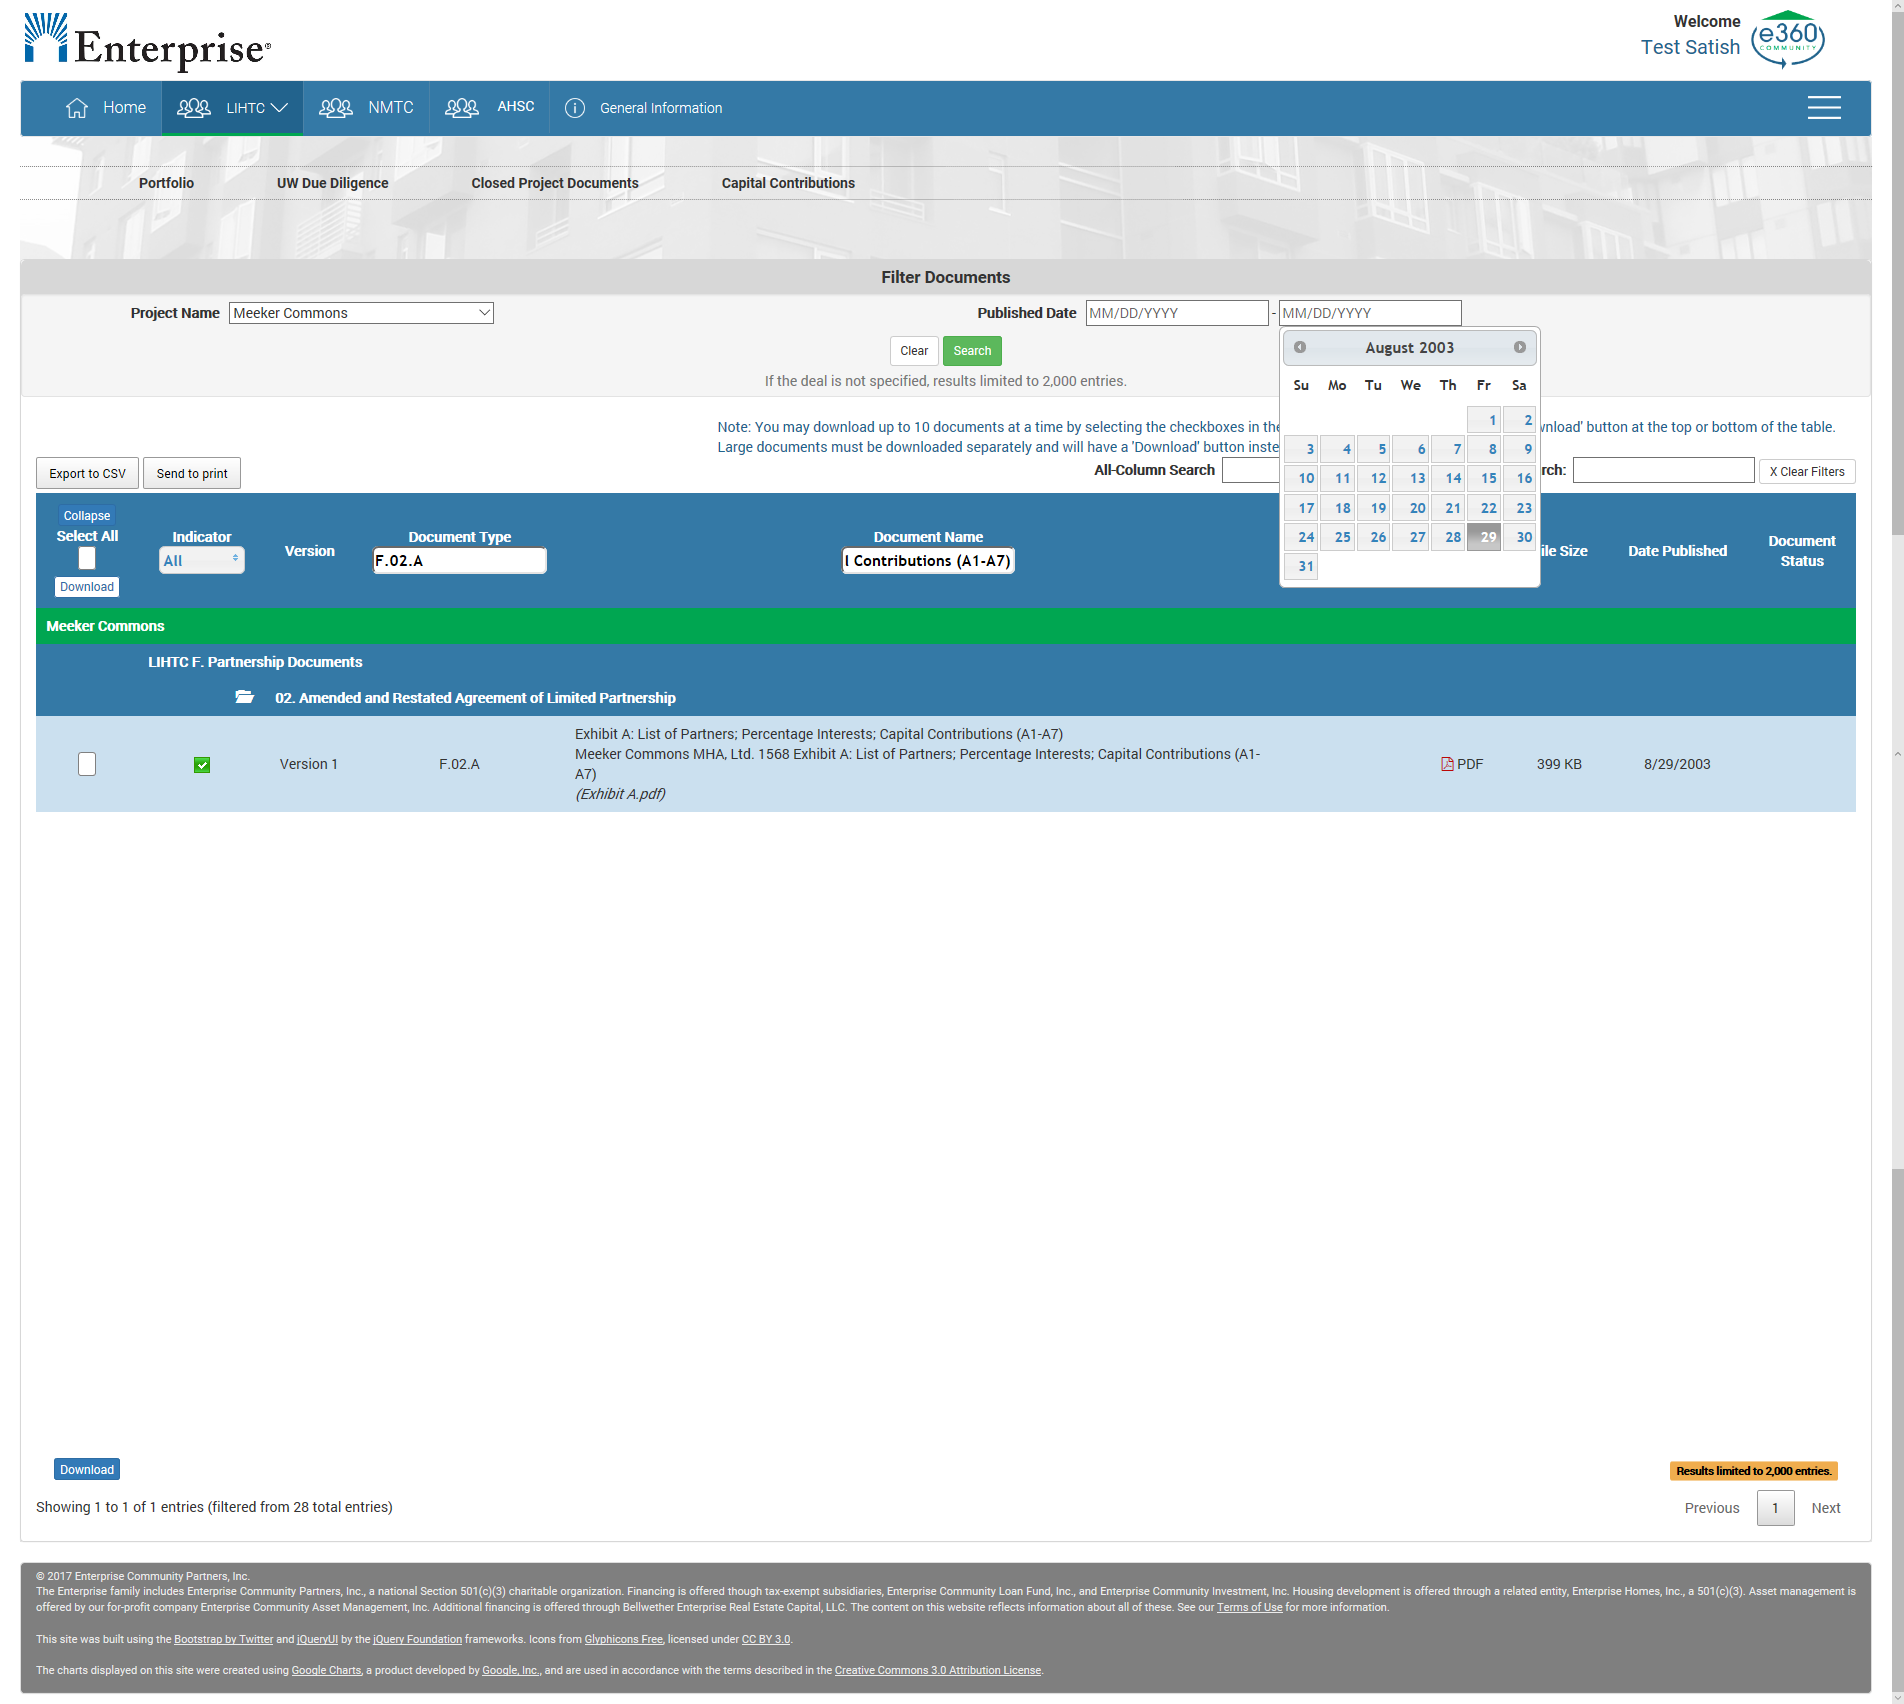 Enterprise®
Welcome
Test Satish
e360
COMMUNITY
Home
LIHTC
NMTC
AHSC
General Information
Portfolio
UW Due Diligence
Closed Project Documents
Capital Contributions
Filter Documents
Project Name
Meeker Commons
Published Date
MM/DD/YYYY
-
MM/DD/YYYY
Clear
Search
If the deal is not specified, results limited to 2,000 entries.
August 2003
Su Mo Tu We Th Fr Sa
1 2
3 4 5 6 7 8 9
10 11 12 13 14 15 16
17 18 19 20 21 22 23
24 25 26 27 28 29 30
31
Note: You may download up to 10 documents at a time by selecting the checkboxes in the wnload' button at the top or bottom of the table.
Large documents must be downloaded separately and will have a 'Download' button inste
Export to CSV
Send to print
All-Column Search
rch:
X Clear Filters
Collapse
Select All
Download
Indicator
All
Version
Document Type
F.02.A
Document Name
l Contributions (A1-A7)
ile Size
Date Published
Document
Status
Meeker Commons
LIHTC F. Partnership Documents
02. Amended and Restated Agreement of Limited Partnership
Version 1
F.02.A
Exhibit A: List of Partners; Percentage Interests; Capital Contributions (A1-A7)
Meeker Commons MHA, Ltd. 1568 Exhibit A: List of Partners; Percentage Interests; Capital Contributions (A1-
A7)
(Exhibit A.pdf)
PDF
399 KB
8/29/2003
Download
Results limited to 2,000 entries.
Showing 1 to 1 of 1 entries (filtered from 28 total entries)
Previous
1
Next
© 2017 Enterprise Community Partners, Inc.
The Enterprise family includes Enterprise Community Partners, Inc., a national Section 501(c)(3) charitable organization. Financing is offered though tax-exempt subsidiaries, Enterprise Community Loan Fund, Inc., and Enterprise Community Investment, Inc. Housing development is offered through a related entity, Enterprise Homes, Inc., a 501(c)(3). Asset management is
offered by our for-profit company Enterprise Community Asset Management, Inc. Additional financing is offered through Bellwether Enterprise Real Estate Capital, LLC. The content on this website reflects information about all of these. See our Terms of Use for more information.
This site was built using the Bootstrap by Twitter and jQueryUI by the jQuery Foundation frameworks. Icons from Glyphicons Free, licensed under CC BY 3.0.
The charts displayed on this site were created using Google Charts, a product developed by Google, Inc., and are used in accordance with the terms described in the Creative Commons 3.0 Attribution License.